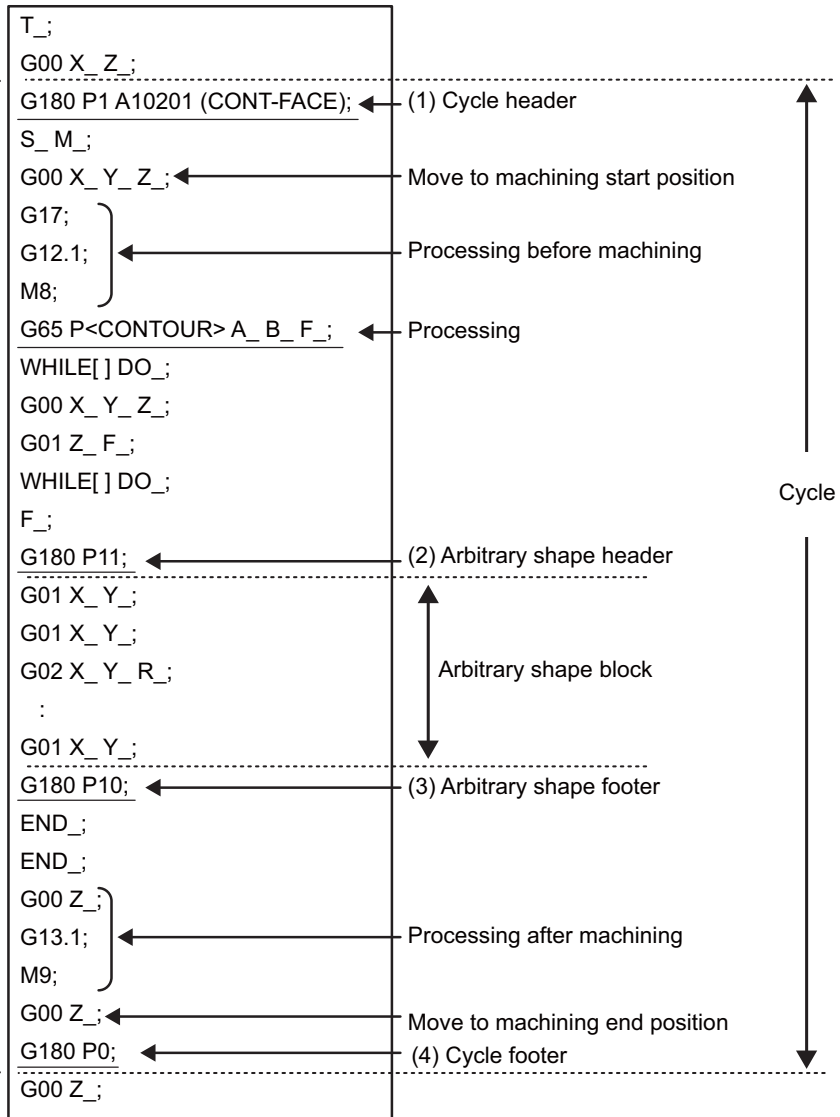 T_;
G00 X_ Z_;
G180 P1 A10201 (CONT-FACE); (1) Cycle header
S_ M_;
G00 X_ Y_ Z_; Move to machining start position
G17;
G12.1; Processing before machining
M8;
G65 P<CONTOUR> A_ B_ F_; Processing
WHILE[ ] DO_;
G00 X_ Y_ Z_;
G01 Z_ F_;
WHILE[ ] DO_;
Cycle
F_;
G180 P11; (2) Arbitrary shape header
G01 X_ Y_;
G01 X_ Y_;
G02 X_ Y_ R_; Arbitrary shape block
:
G01 X_ Y_;
G180 P10; (3) Arbitrary shape footer
END_;
END_;
G00 Z_;
G13.1; Processing after machining
M9;
G00 Z_; Move to machining end position
G180 P0; (4) Cycle footer
G00 Z_;